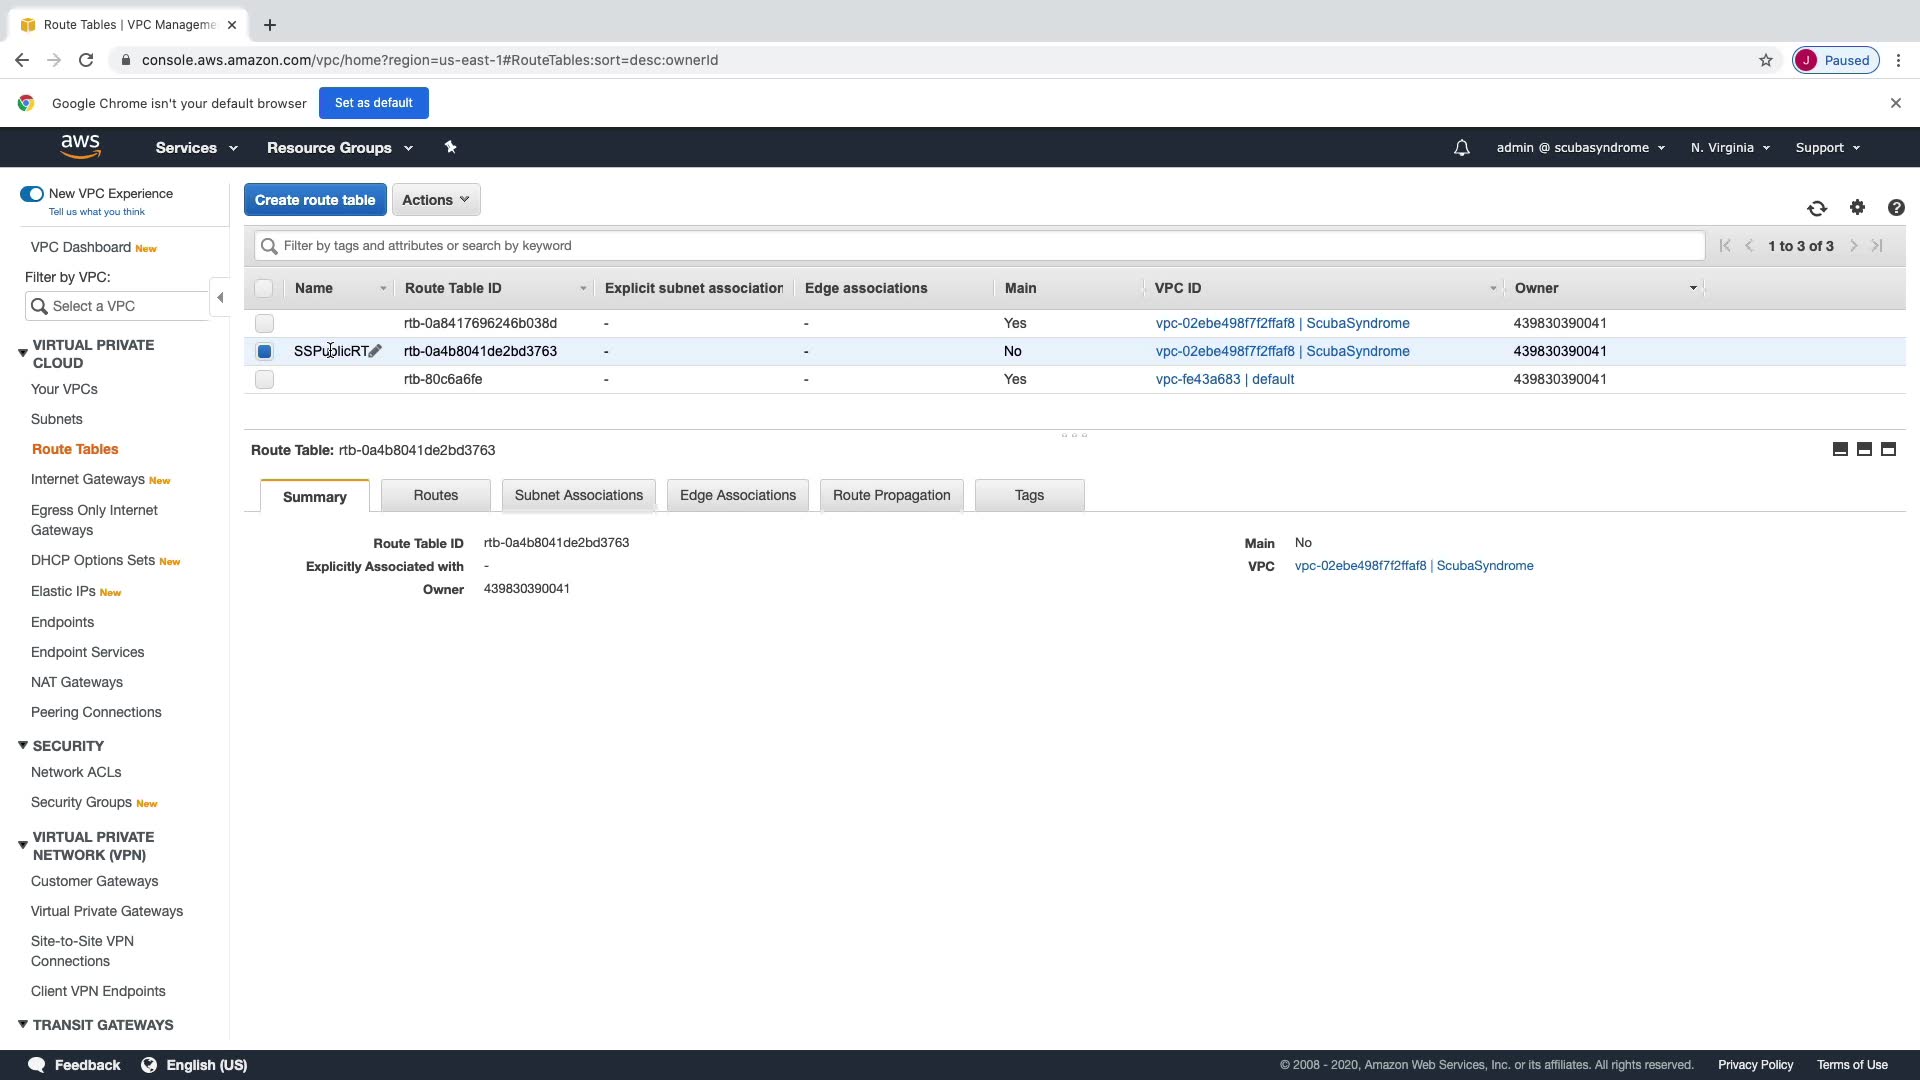 Route Tables | VPC Manageme
console.aws.amazon.com/vpc/home?region=us-east-1#RouteTables:sort=desc:ownerId
J Paused
Google Chrome isn't your default browser Set as default
aws Services Resource Groups admin @ scubasyndrome N. Virginia Support
New VPC Experience
Tell us what you think
VPC Dashboard New
Filter by VPC:
Select a VPC
VIRTUAL PRIVATE
CLOUD
Your VPCs
Subnets
Route Tables
Internet Gateways New
Egress Only Internet
Gateways
DHCP Options Sets New
Elastic IPs New
Endpoints
Endpoint Services
NAT Gateways
Peering Connections
SECURITY
Network ACLs
Security Groups New
VIRTUAL PRIVATE
NETWORK (VPN)
Customer Gateways
Virtual Private Gateways
Site-to-Site VPN
Connections
Client VPN Endpoints
TRANSIT GATEWAYS
Create route table Actions
Filter by tags and attributes or search by keyword 1 to 3 of 3
Name Route Table ID Explicit subnet association Edge associations Main VPC ID Owner
rtb-0a8417696246b038d - - Yes vpc-02ebe498f7f2ffaf8 | ScubaSyndrome 439830390041
SSPublicRT rtb-0a4b8041de2bd3763 - - No vpc-02ebe498f7f2ffaf8 | ScubaSyndrome 439830390041
rtb-80c6a6fe - - Yes vpc-fe43a683 | default 439830390041
Route Table: rtb-0a4b8041de2bd3763
Summary Routes Subnet Associations Edge Associations Route Propagation Tags
Route Table ID rtb-0a4b8041de2bd3763 Main No
Explicitly Associated with - VPC vpc-02ebe498f7f2ffaf8 | ScubaSyndrome
Owner 439830390041
Feedback English (US) © 2008 - 2020, Amazon Web Services, Inc. or its affiliates. All rights reserved. Privacy Policy Terms of Use